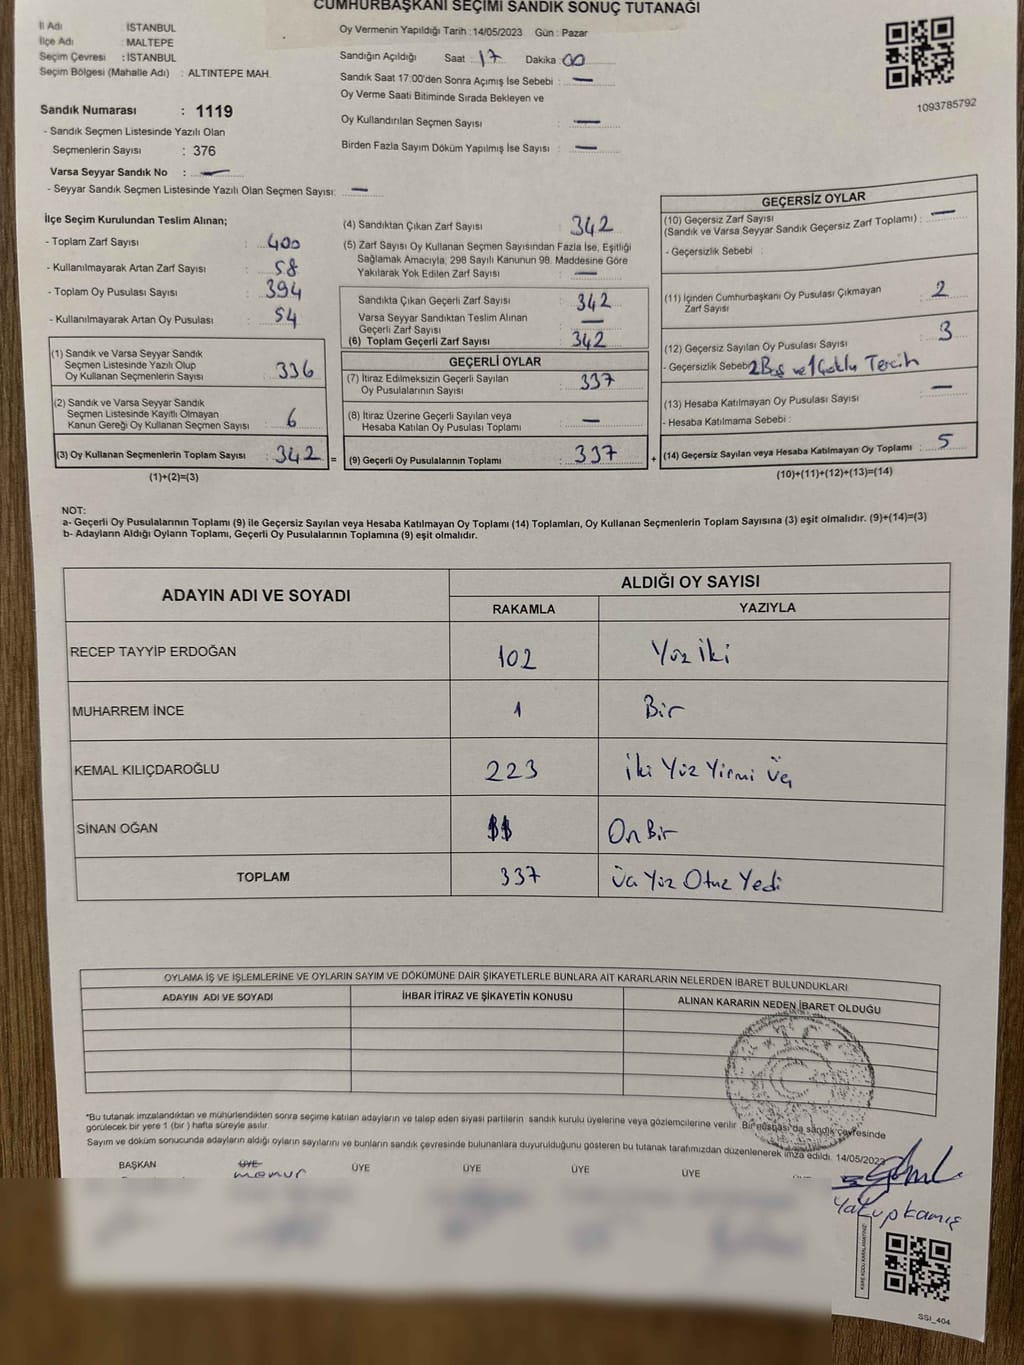 CUMHURBAŞKANI SEÇİMİ SANDIK SONUÇ TUTANAĞI
İl Adı : İSTANBUL
İlçe Adı : MALTEPE
Seçim Çevresi : İSTANBUL
Seçim Bölgesi (Mahalle Adı) : ALTINTEPE MAH.
Sandık Numarası : 1119
- Sandık Seçmen Listesinde Yazılı Olan
Seçmenlerin Sayısı : 376
Varsa Seyyar Sandık No : —
- Seyyar Sandık Seçmen Listesinde Yazılı Olan Seçmen Sayısı: —
Oy Vermenin Yapıldığı Tarih : 14/05/2023 Gün : Pazar
Sandığın Açıldığı Saat 17 Dakika 00
Sandık Saat 17:00'den Sonra Açımış İse Sebebi : —
Oy Verme Saati Bitiminde Sırada Bekleyen ve
Oy Kullandırılan Seçmen Sayısı : —
Birden Fazla Sayım Döküm Yapılmış İse Sayısı : —
1093785792
İlçe Seçim Kurulundan Teslim Alınan;
- Toplam Zarf Sayısı : 400
- Kullanılmayarak Artan Zarf Sayısı : 58
- Toplam Oy Pusulası Sayısı : 394
- Kullanılmayarak Artan Oy Pusulası : 54
(1) Sandık ve Varsa Seyyar Sandık
Seçmen Listesinde Yazılı Olup
Oy Kullanan Seçmenlerin Sayısı : 336
(2) Sandık ve Varsa Seyyar Sandık
Seçmen Listesinde Kayıtlı Olmayan
Kanun Gereği Oy Kullanan Seçmen Sayısı : 6
(3) Oy Kullanan Seçmenlerin Toplam Sayısı : 342 =
(1)+(2)=(3)
(4) Sandıktan Çıkan Zarf Sayısı : 342
(5) Zarf Sayısı Oy Kullanan Seçmen Sayısından Fazla İse, Eşitliği
Sağlamak Amacıyla, 298 Sayılı Kanunun 98. Maddesine Göre
Yakılarak Yok Edilen Zarf Sayısı : —
Sandıkta Çıkan Geçerli Zarf Sayısı : 342
Varsa Seyyar Sandıktan Teslim Alınan
Geçerli Zarf Sayısı : —
(6) Toplam Geçerli Zarf Sayısı : 342
GEÇERLİ OYLAR
(7) İtiraz Edilmeksizin Geçerli Sayılan
Oy Pusulalarının Sayısı : 337
(8) İtiraz Üzerine Geçerli Sayılan veya
Hesaba Katılan Oy Pusulası Toplamı : —
(9) Geçerli Oy Pusulalarının Toplamı : 337 +
GEÇERSİZ OYLAR
(10) Geçersiz Zarf Sayısı
(Sandık ve Varsa Seyyar Sandık Geçersiz Zarf Toplamı) : —
- Geçersizlik Sebebi :
(11) İçinden Cumhurbaşkanı Oy Pusulası Çıkmayan
Zarf Sayısı : 2
(12) Geçersiz Sayılan Oy Pusulası Sayısı : 3
- Geçersizlik Sebebi 2 Boş ve 1 Çoklu Tercih
(13) Hesaba Katılmayan Oy Pusulası Sayısı : —
- Hesaba Katılmama Sebebi :
(14) Geçersiz Sayılan veya Hesaba Katılmayan Oy Toplamı : 5
(10)+(11)+(12)+(13)=(14)
NOT:
a- Geçerli Oy Pusulalarının Toplamı (9) ile Geçersiz Sayılan veya Hesaba Katılmayan Oy Toplamı (14) Toplamları, Oy Kullanan Seçmenlerin Toplam Sayısına (3) eşit olmalıdır. (9)+(14)=(3)
b- Adayların Aldığı Oyların Toplamı, Geçerli Oy Pusulalarının Toplamına (9) eşit olmalıdır.
ADAYIN ADI VE SOYADI
ALDIĞI OY SAYISI
RAKAMLA YAZIYLA
RECEP TAYYİP ERDOĞAN 102 Yüz İki
MUHARREM İNCE 1 Bir
KEMAL KILIÇDAROĞLU 223 İki Yüz Yirmi Üç
SİNAN OĞAN 11 On Bir
TOPLAM 337 Üç Yüz Otuz Yedi
OYLAMA İŞ VE İŞLEMLERİNE VE OYLARIN SAYIM VE DÖKÜMÜNE DAİR ŞİKAYETLERLE BUNLARA AİT KARARLARIN NELERDEN İBARET BULUNDUKLARI
ADAYIN ADI VE SOYADI İHBAR İTİRAZ VE ŞİKAYETİN KONUSU ALINAN KARARIN NEDEN İBARET OLDUĞU
T.C.
*Bu tutanak imzalandıktan ve mühürlendikten sonra seçime katılan adayların ve talep eden siyasi partilerin sandık kurulu üyelerine veya gözlemcilerine verilir. Bir nüshası da sandık çevresinde
görülecek bir yere 1 (bir) hafta süreyle asılır.
Sayım ve döküm sonucunda adayların aldığı oyların sayılarını ve bunların sandık çevresinde bulunanlara duyurulduğunu gösteren bu tutanak tarafımızdan düzenlenerek imza edildi. 14/05/2023
BAŞKAN ÜYE ÜYE ÜYE ÜYE ÜYE
memur
Yakup kamış
SSİ_404